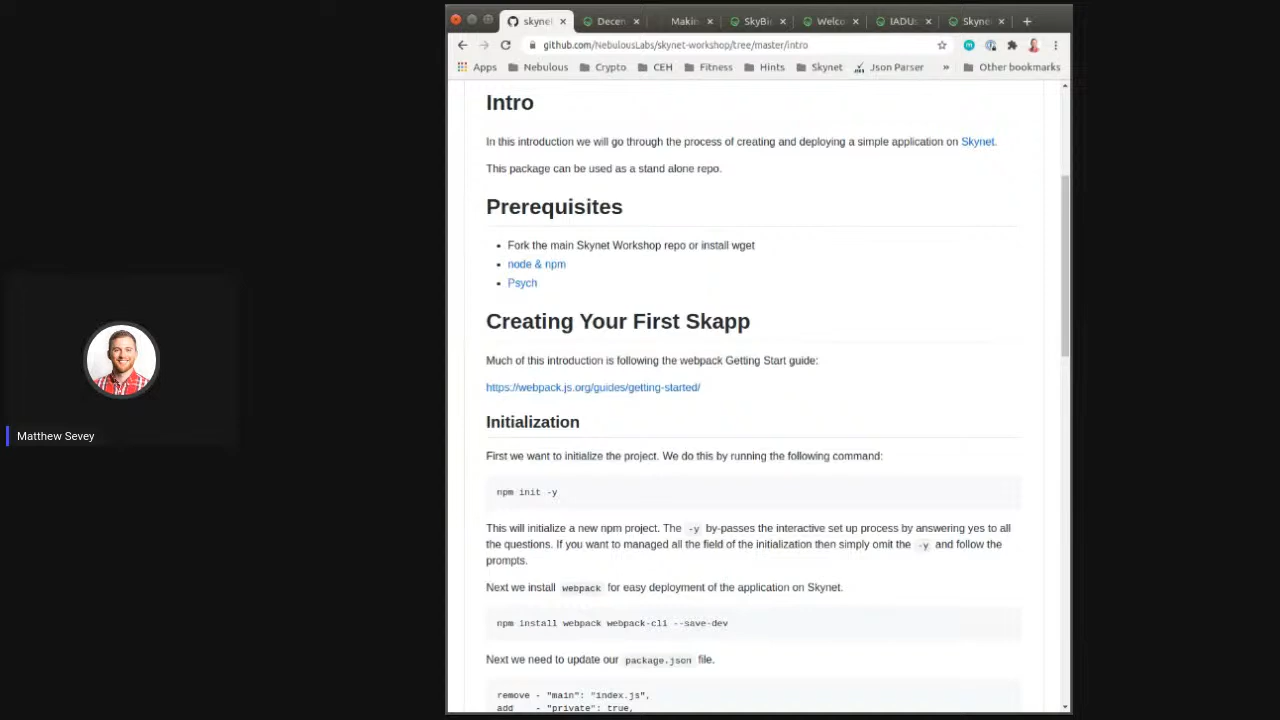 skynet
Decen
Makin
SkyBi
Welco
IADUs
Skyne
github.com/NebulousLabs/skynet-workshop/tree/master/intro
Apps
Nebulous
Crypto
CEH
Fitness
Hints
Skynet
Json Parser
»
Other bookmarks
Intro
In this introduction we will go through the process of creating and deploying a simple application on Skynet.
This package can be used as a stand alone repo.
Prerequisites
• Fork the main Skynet Workshop repo or install wget
• node & npm
• Psych
Creating Your First Skapp
Much of this introduction is following the webpack Getting Start guide:
https://webpack.js.org/guides/getting-started/
Initialization
First we want to initialize the project. We do this by running the following command:
npm init -y
This will initialize a new npm project. The -y by-passes the interactive set up process by answering yes to all
the questions. If you want to managed all the field of the initialization then simply omit the -y and follow the
prompts.
Next we install webpack for easy deployment of the application on Skynet.
npm install webpack webpack-cli --save-dev
Next we need to update our package.json file.
remove - "main": "index.js",
add - "private": true,
Matthew Sevey